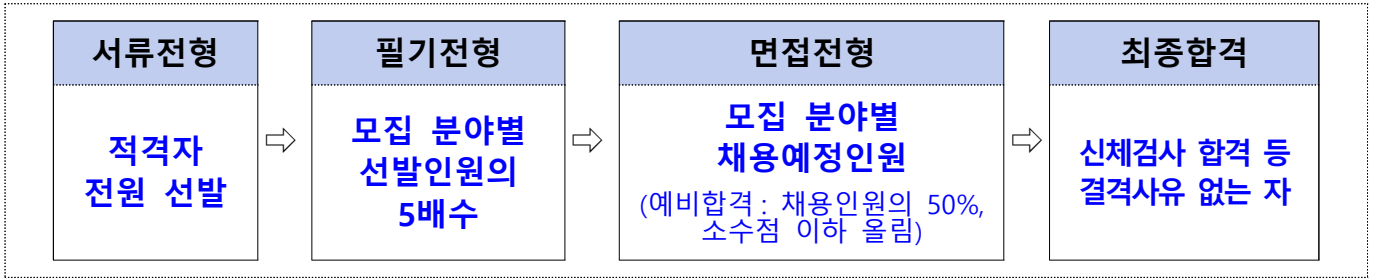 서류전형
적격자
전원 선발
⇨
필기전형
모집 분야별
선발인원의
5배수
⇨
면접전형
모집 분야별
채용예정인원
(예비합격 : 채용인원의 50%,
소수점 이하 올림)
⇨
최종합격
신체검사 합격 등
결격사유 없는 자